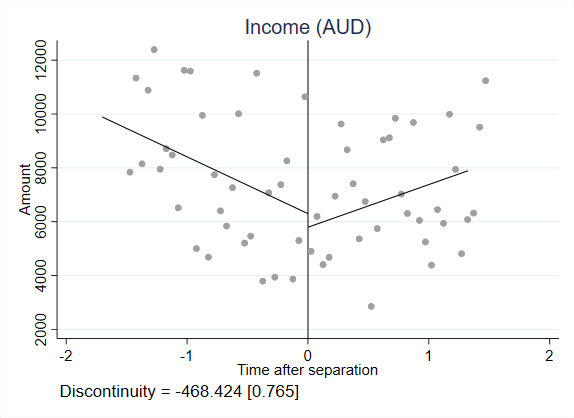 Income (AUD)
12000
10000
8000
6000
4000
2000
Amount
-2 -1 0 1 2
Time after separation
Discontinuity = -468.424 [0.765]